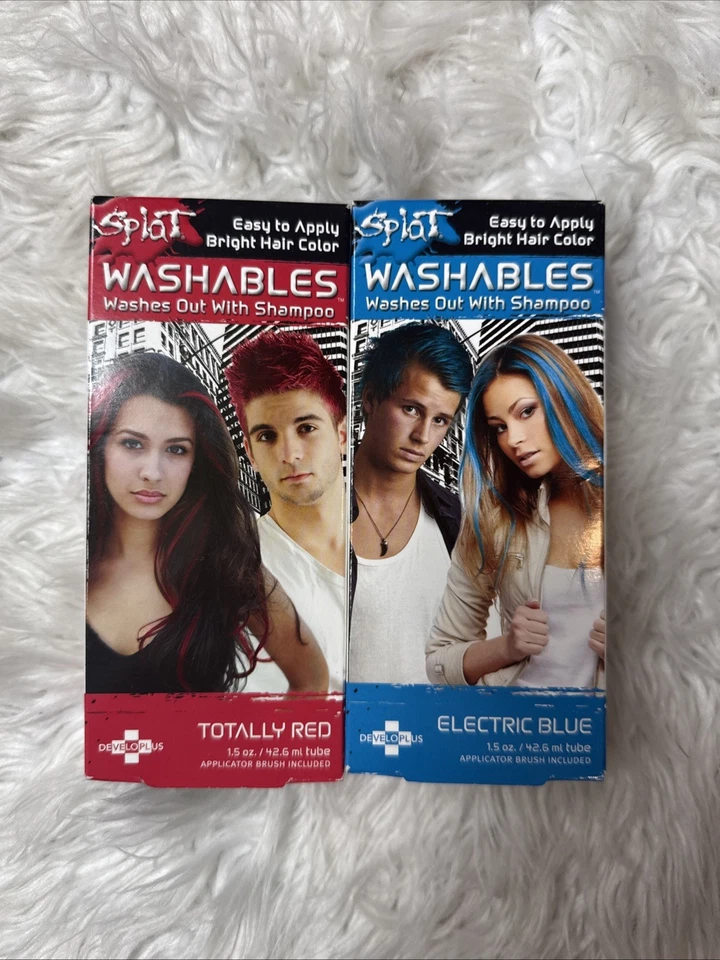 Splat
Easy to Apply
Bright Hair Color
WASHABLES™
Washes Out With Shampoo
DEVELOPLUS
TOTALLY RED
1.5 oz. / 42.6 ml tube
APPLICATOR BRUSH INCLUDED
Splat
Easy to Apply
Bright Hair Color
WASHABLES™
Washes Out With Shampoo
DEVELOPLUS
ELECTRIC BLUE
1.5 oz. / 42.6 ml tube
APPLICATOR BRUSH INCLUDED